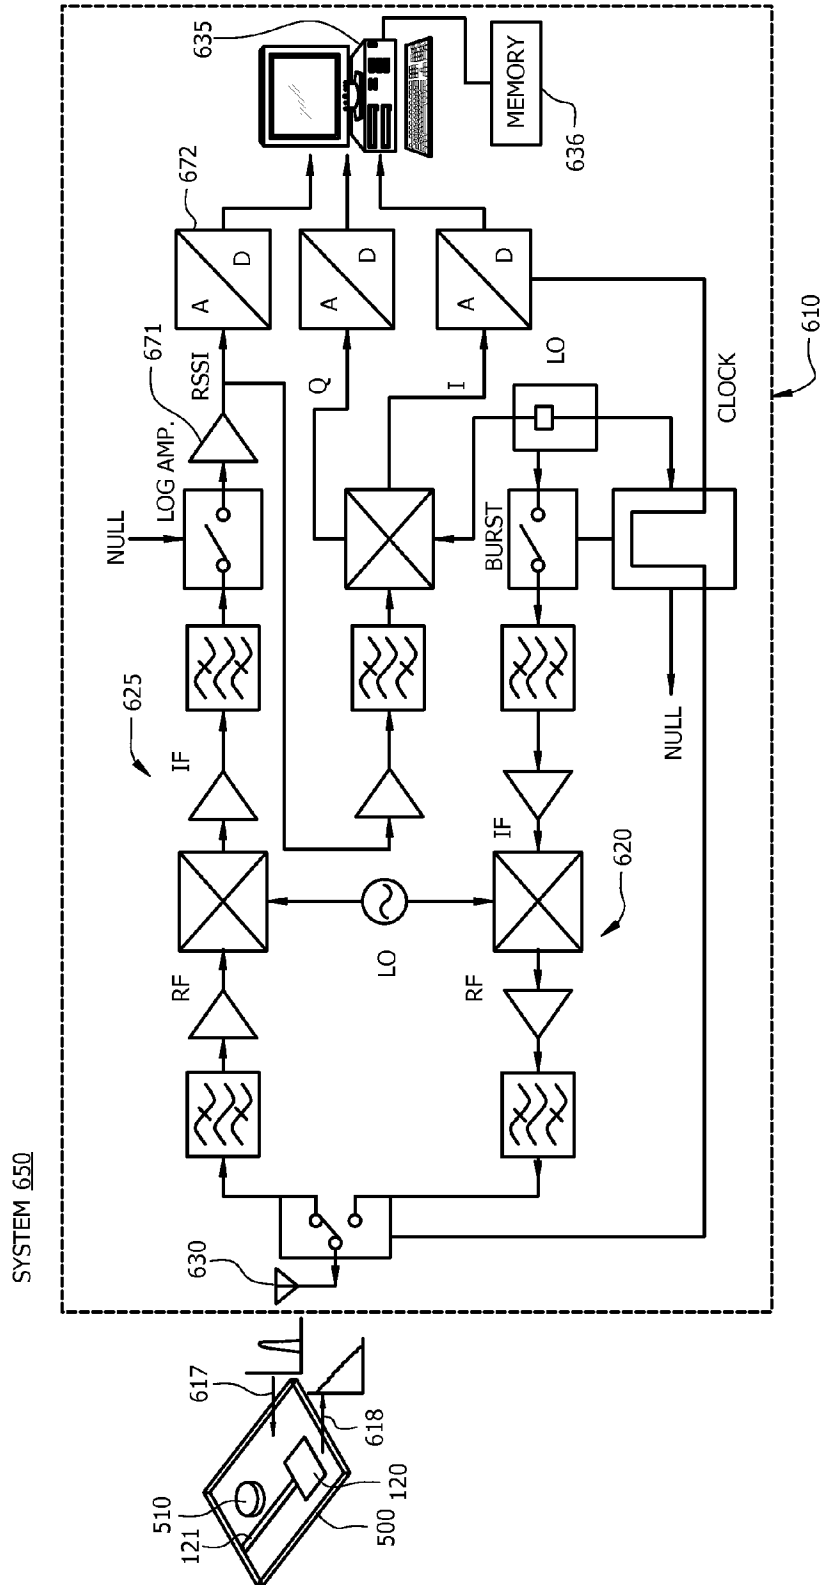 SYSTEM 650
625
620
610
617
618
510
121
500
120
630
RF
IF
NULL
LOG AMP.
671
RSSI
A
D
672
635
MEMORY
636
Q
A
D
I
A
D
LO
LO
RF
IF
BURST
NULL
CLOCK